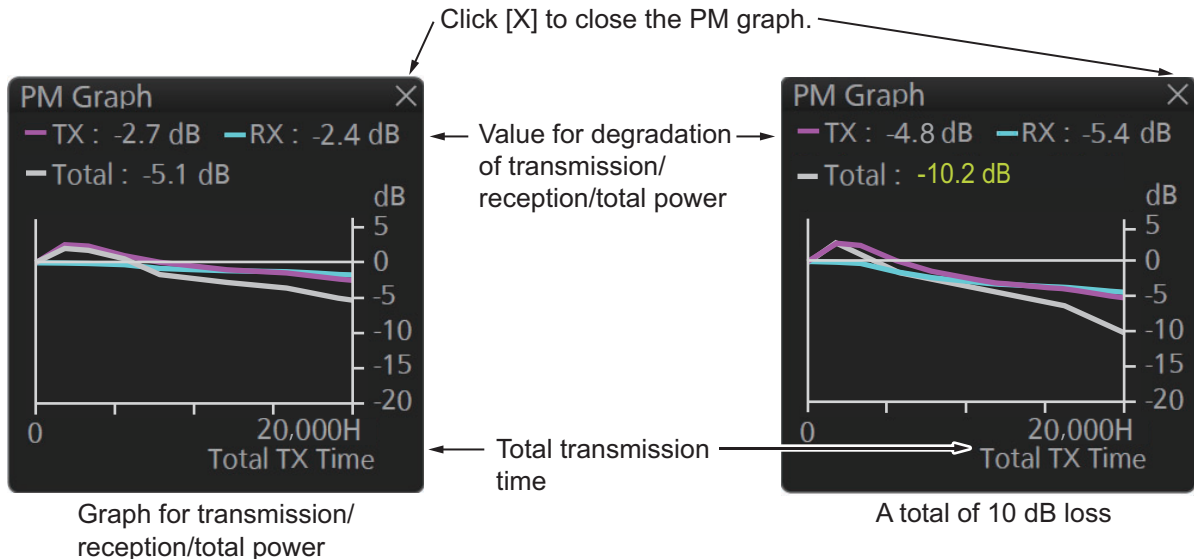 Click [X] to close the PM graph.
PM Graph
TX : -2.7 dB RX : -2.4 dB
Total : -5.1 dB
dB
5
0
-5
-10
-15
-20
0
20,000H
Total TX Time
Graph for transmission/
reception/total power
Value for degradation
of transmission/
reception/total power
Total transmission
time
PM Graph
TX : -4.8 dB RX : -5.4 dB
Total : -10.2 dB
dB
5
0
-5
-10
-15
-20
0
20,000H
Total TX Time
A total of 10 dB loss